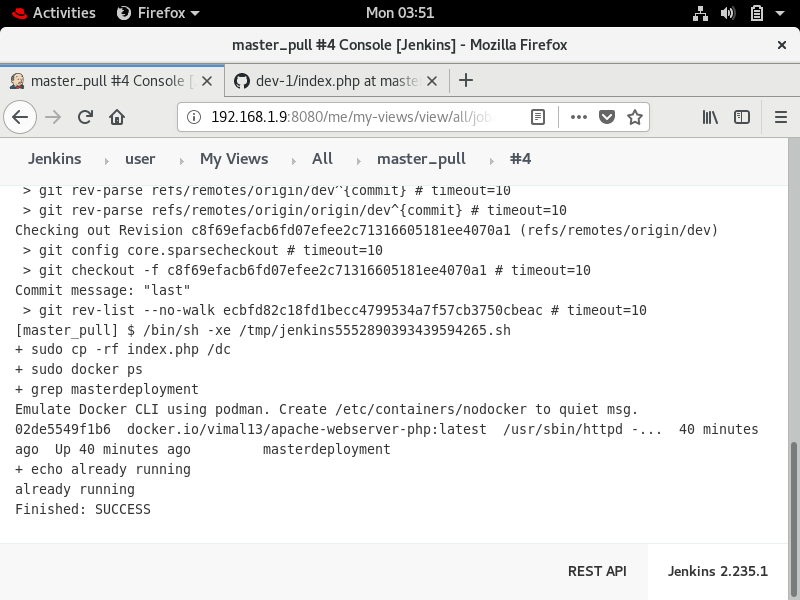 Activities Firefox Mon 03:51
master_pull #4 Console [Jenkins] - Mozilla Firefox
master_pull #4 Console [ dev-1/index.php at maste
192.168.1.9:8080/me/my-views/view/all/job
Jenkins user My Views All master_pull #4
> git rev-parse refs/remotes/origin/dev^{commit} # timeout=10
> git rev-parse refs/remotes/origin/origin/dev^{commit} # timeout=10
Checking out Revision c8f69efacb6fd07efee2c71316605181ee4070a1 (refs/remotes/origin/dev)
> git config core.sparsecheckout # timeout=10
> git checkout -f c8f69efacb6fd07efee2c71316605181ee4070a1 # timeout=10
Commit message: "last"
> git rev-list --no-walk ecbfd82c18fd1becc4799534a7f57cb3750cbeac # timeout=10
[master_pull] $ /bin/sh -xe /tmp/jenkins5552890393439594265.sh
+ sudo cp -rf index.php /dc
+ sudo docker ps
+ grep masterdeployment
Emulate Docker CLI using podman. Create /etc/containers/nodocker to quiet msg.
02de5549f1b6 docker.io/vimal13/apache-webserver-php:latest /usr/sbin/httpd -... 40 minutes
ago Up 40 minutes ago masterdeployment
+ echo already running
already running
Finished: SUCCESS
REST API Jenkins 2.235.1